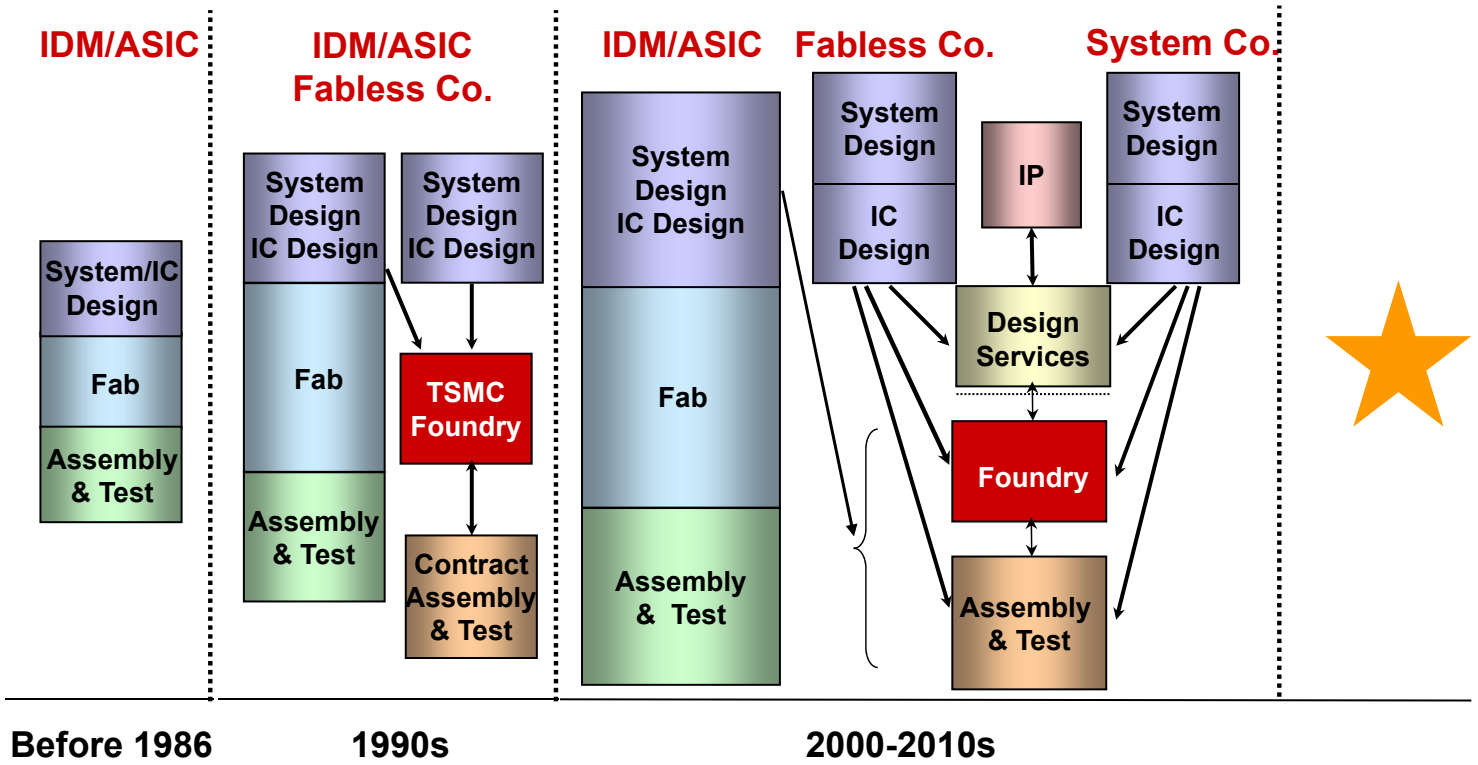 IDM/ASIC
System/IC
Design
Fab
Assembly
& Test
Before 1986
IDM/ASIC
Fabless Co.
System
Design
IC Design
Fab
Assembly
& Test
System
Design
IC Design
TSMC
Foundry
Contract
Assembly
& Test
1990s
IDM/ASIC
System
Design
IC Design
Fab
Assembly
& Test
Fabless Co.
System
Design
IC
Design
IP
Design
Services
Foundry
Assembly
& Test
System Co.
System
Design
IC
Design
2000-2010s